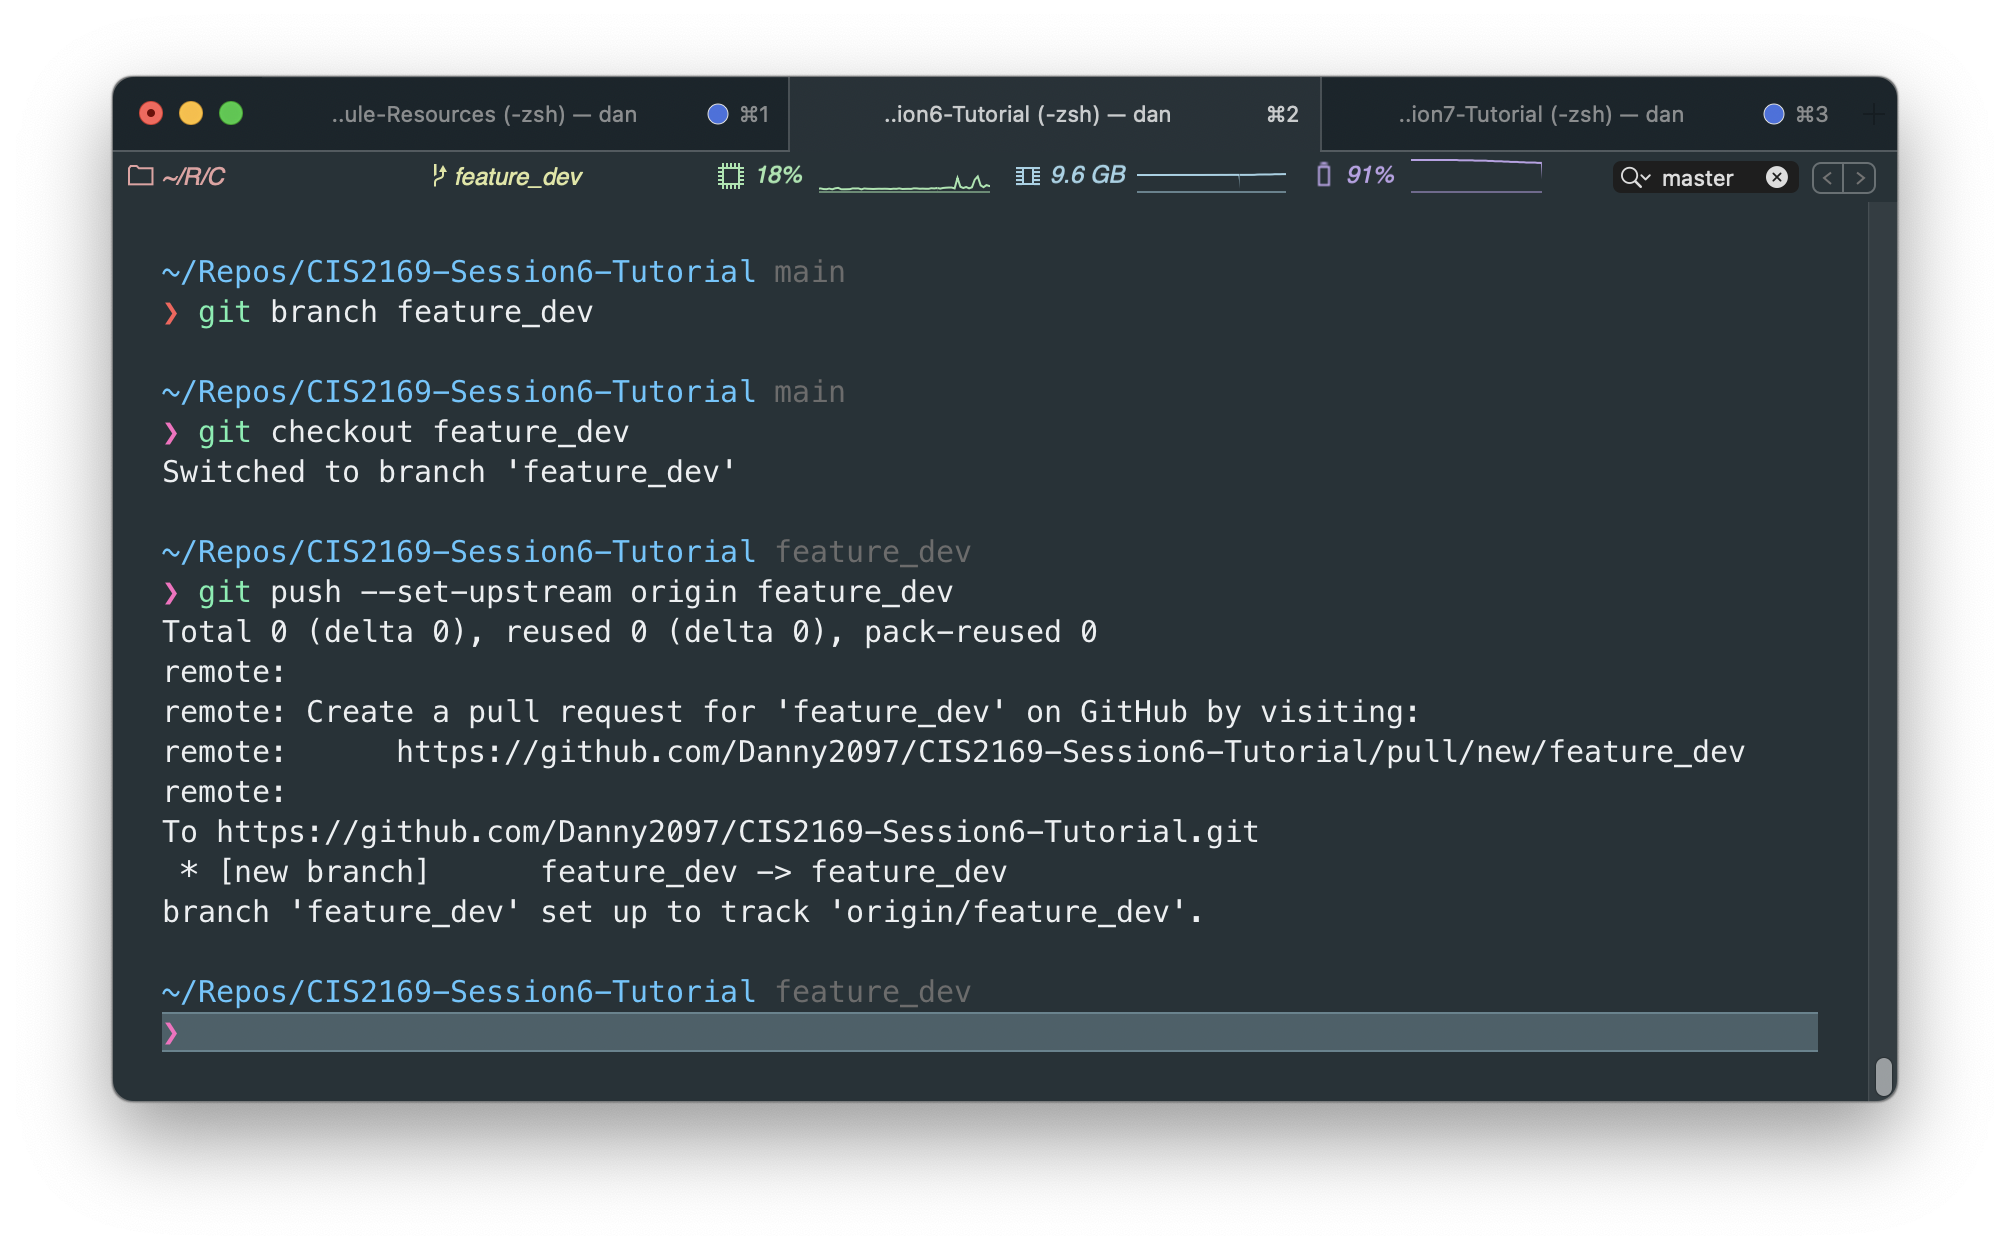 ..ule-Resources (-zsh) — dan ⌘1 ..ion6-Tutorial (-zsh) — dan ⌘2 ..ion7-Tutorial (-zsh) — dan ⌘3
~/R/C feature_dev 18% 9.6 GB 91% master
~/Repos/CIS2169-Session6-Tutorial main
❯ git branch feature_dev
~/Repos/CIS2169-Session6-Tutorial main
❯ git checkout feature_dev
Switched to branch 'feature_dev'
~/Repos/CIS2169-Session6-Tutorial feature_dev
❯ git push --set-upstream origin feature_dev
Total 0 (delta 0), reused 0 (delta 0), pack-reused 0
remote:
remote: Create a pull request for 'feature_dev' on GitHub by visiting:
remote:      https://github.com/Danny2097/CIS2169-Session6-Tutorial/pull/new/feature_dev
remote:
To https://github.com/Danny2097/CIS2169-Session6-Tutorial.git
 * [new branch]      feature_dev -> feature_dev
branch 'feature_dev' set up to track 'origin/feature_dev'.
~/Repos/CIS2169-Session6-Tutorial feature_dev
❯